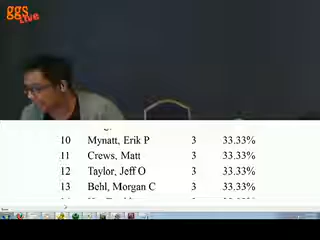 ggs
Live
10 Mynatt, Erik P 3 33.33%
11 Crews, Matt 3 33.33%
12 Taylor, Jeff O 3 33.33%
13 Behl, Morgan C 3 33.33%